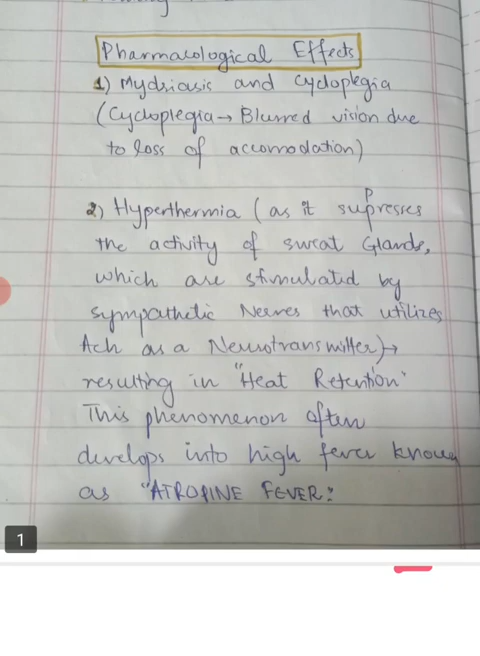 Pharmacological Effects
1) Mydriasis and Cycloplegia
(Cycloplegia → Blurred vision due
to loss of accomodation)
2) Hyperthermia (as it suppresses
the activity of sweat Glands,
which are stimulated by
sympathetic Nerves that utilizes
Ach as a Neurotransmitter) →
resulting in "Heat Retention"
This phenomenon often
develops into high fever known
as "ATROPINE FEVER".
1